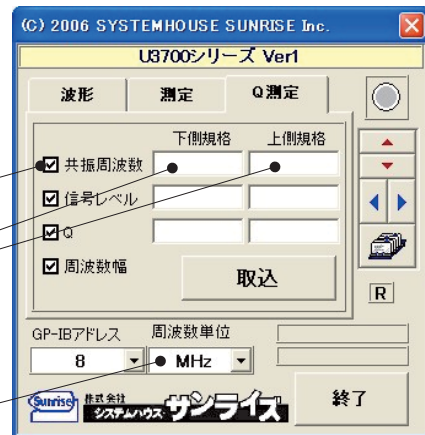 (C) 2006 SYSTEMHOUSE SUNRISE Inc.
U3700シリーズ Ver1
波形 測定 Q測定
下側規格 上側規格
共振周波数
信号レベル
Q
周波数幅
取込
R
GP-IBアドレス 周波数単位
8 MHz
Sunrise 株式会社 システムハウス・サンライズ
終了